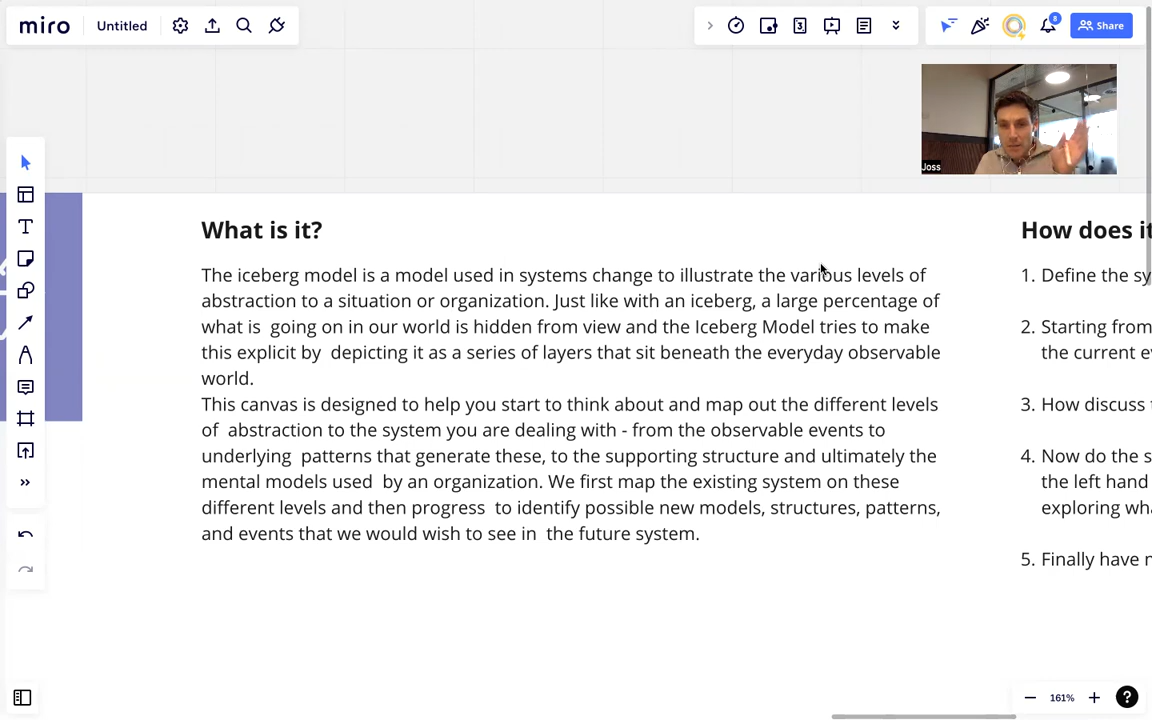 miro
Untitled
3
8
Share
Joss
What is it?
The iceberg model is a model used in systems change to illustrate the various levels of
abstraction to a situation or organization. Just like with an iceberg, a large percentage of
what is  going on in our world is hidden from view and the Iceberg Model tries to make
this explicit by  depicting it as a series of layers that sit beneath the everyday observable
world.
This canvas is designed to help you start to think about and map out the different levels
of  abstraction to the system you are dealing with - from the observable events to
underlying  patterns that generate these, to the supporting structure and ultimately the
mental models used  by an organization. We first map the existing system on these
different levels and then progress  to identify possible new models, structures, patterns,
and events that we would wish to see in  the future system.
How does it
1. Define the sy
2. Starting from
the current e
3. How discuss
4. Now do the s
the left hand
exploring wh
5. Finally have
161%
?